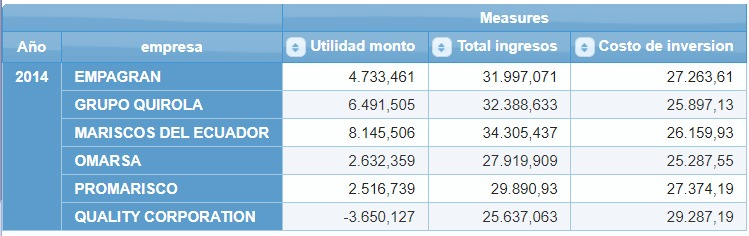 Measures
Año empresa Utilidad monto Total ingresos Costo de inversion
2014 EMPAGRAN 4.733,461 31.997,071 27.263,61
GRUPO QUIROLA 6.491,505 32.388,633 25.897,13
MARISCOS DEL ECUADOR 8.145,506 34.305,437 26.159,93
OMARSA 2.632,359 27.919,909 25.287,55
PROMARISCO 2.516,739 29.890,93 27.374,19
QUALITY CORPORATION -3.650,127 25.637,063 29.287,19